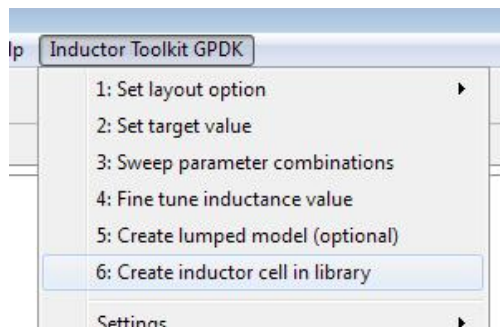 lp Inductor Toolkit GPDK
1: Set layout option
2: Set target value
3: Sweep parameter combinations
4: Fine tune inductance value
5: Create lumped model (optional)
6: Create inductor cell in library
Settings